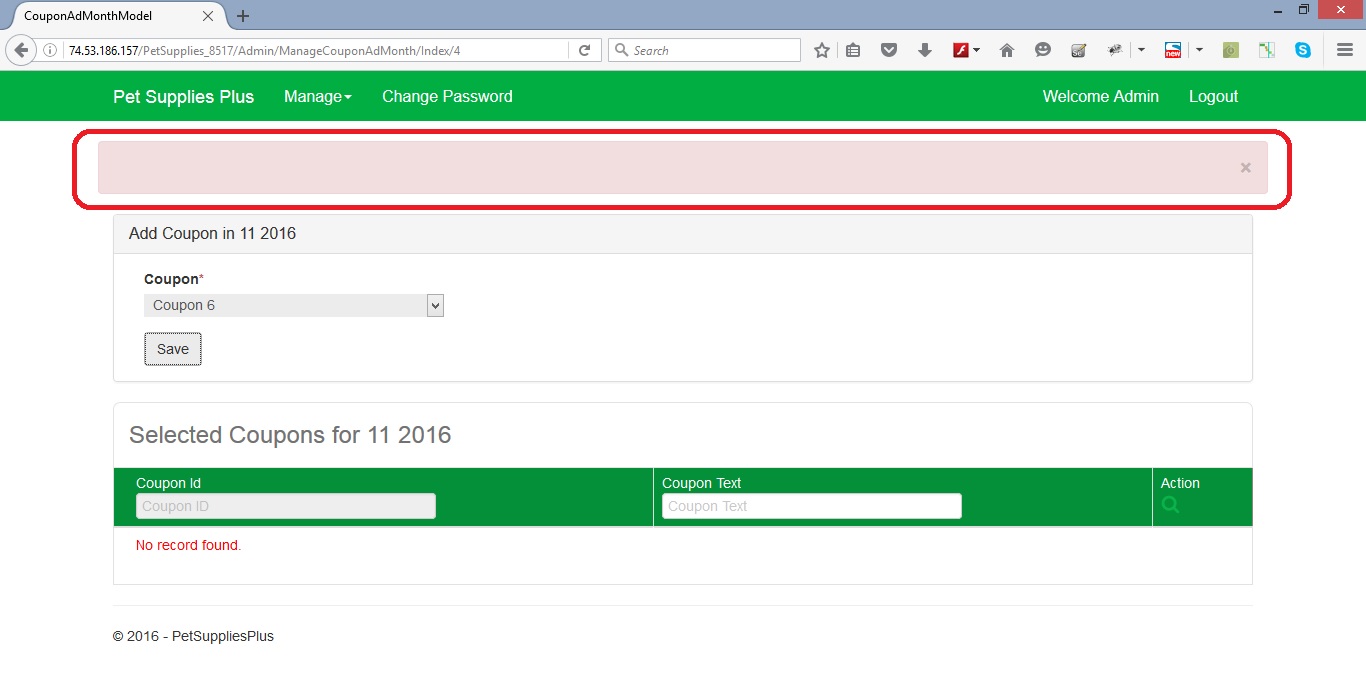 CouponAdMonthModel
74.53.186.157/PetSupplies_8517/Admin/ManageCouponAdMonth/Index/4
Search
new
Pet Supplies Plus Manage Change Password Welcome Admin Logout
×
Add Coupon in 11 2016
Coupon*
Coupon 6
Save
Selected Coupons for 11 2016
Coupon Id Coupon Text Action
Coupon ID Coupon Text
No record found.
© 2016 - PetSuppliesPlus